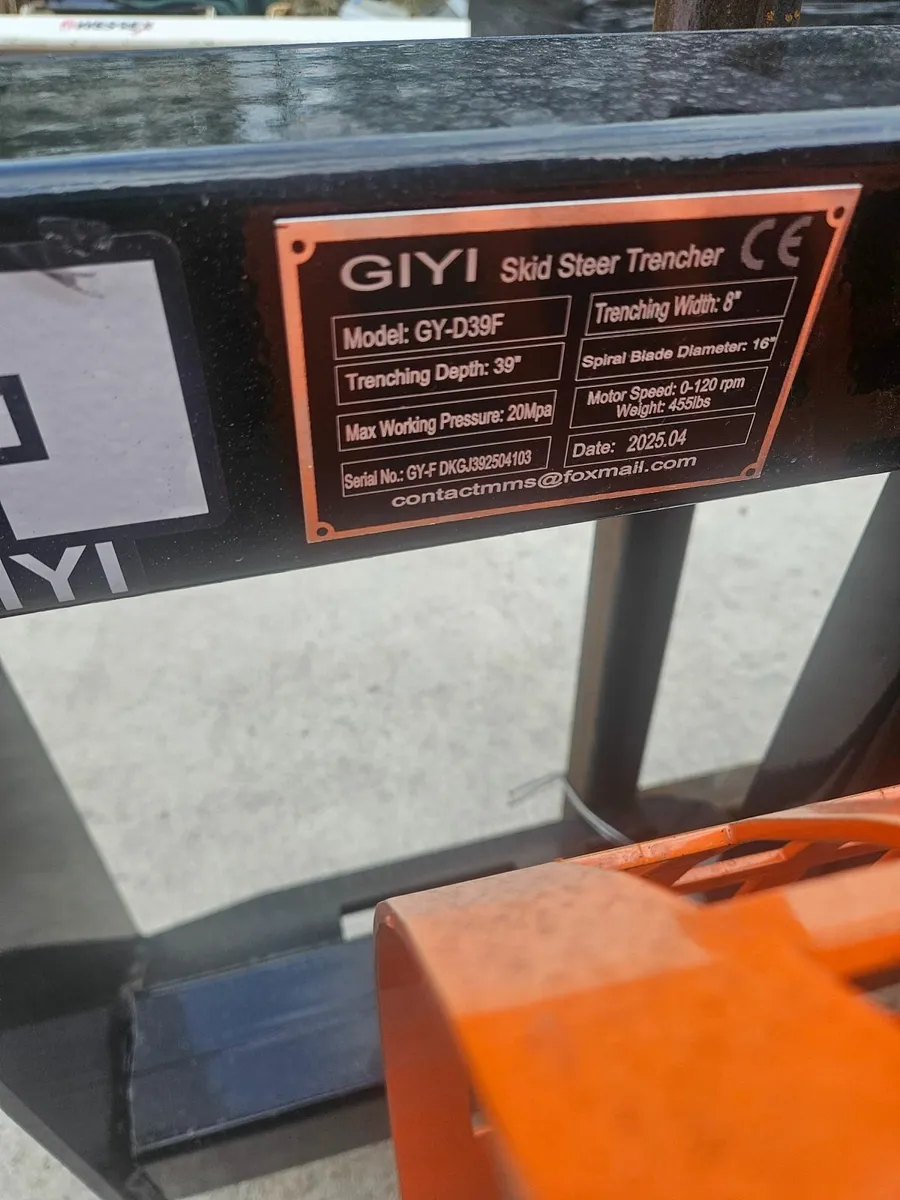 GIYI Skid Steer Trencher CE
Model: GY-D39F
Trenching Width: 8"
Trenching Depth: 39"
Spiral Blade Diameter: 16"
Max Working Pressure: 20Mpa
Motor Speed: 0-120 rpm
Weight: 455lbs
Serial No.: GY-F DKGJ392504103
Date: 2025.04
contactmms@foxmail.com
IYI